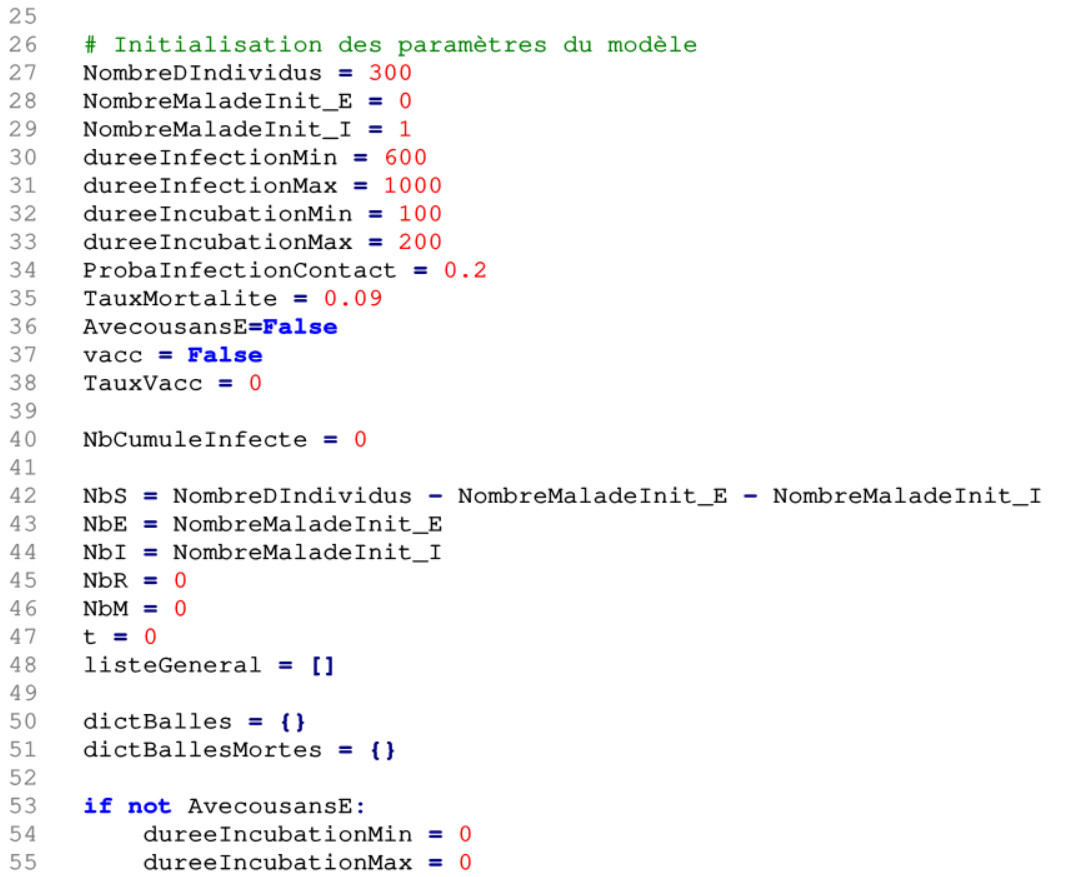 25
26 # Initialisation des paramètres du modèle
27 NombreDIndividus = 300
28 NombreMaladeInit_E = 0
29 NombreMaladeInit_I = 1
30 dureeInfectionMin = 600
31 dureeInfectionMax = 1000
32 dureeIncubationMin = 100
33 dureeIncubationMax = 200
34 ProbaInfectionContact = 0.2
35 TauxMortalite = 0.09
36 AvecousansE=False
37 vacc = False
38 TauxVacc = 0
39
40 NbCumuleInfecte = 0
41
42 NbS = NombreDIndividus - NombreMaladeInit_E - NombreMaladeInit_I
43 NbE = NombreMaladeInit_E
44 NbI = NombreMaladeInit_I
45 NbR = 0
46 NbM = 0
47 t = 0
48 listeGeneral = []
49
50 dictBalles = {}
51 dictBallesMortes = {}
52
53 if not AvecousansE:
54     dureeIncubationMin = 0
55     dureeIncubationMax = 0